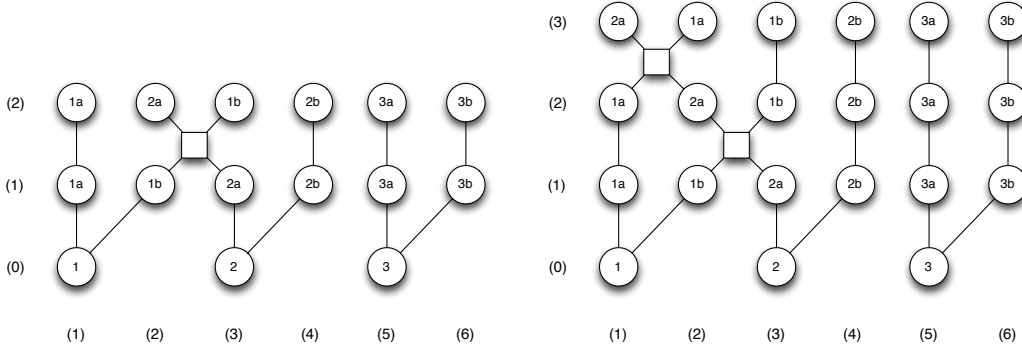 (3) 2a 1a 1b 2b 3a 3b
(2) 1a 2a 1b 2b 3a 3b (2) 1a 2a 1b 2b 3a 3b
(1) 1a 1b 2a 2b 3a 3b (1) 1a 1b 2a 2b 3a 3b
(0) 1 2 3 (0) 1 2 3
(1) (2) (3) (4) (5) (6) (1) (2) (3) (4) (5) (6)